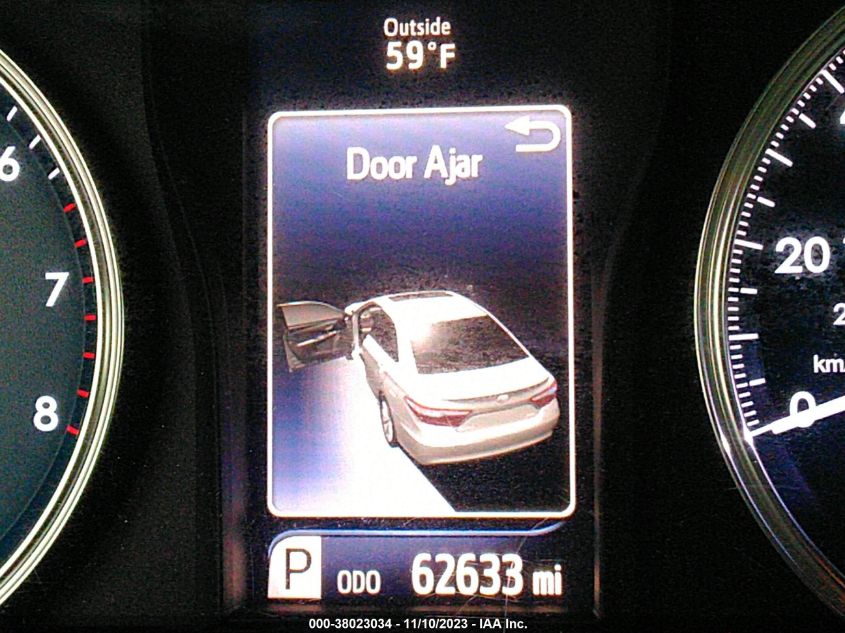 Outside
59°F
Door Ajar
6
7
8
20
km/
0
P ODO 62633 mi
000-38023034 - 11/10/2023 - IAA Inc.